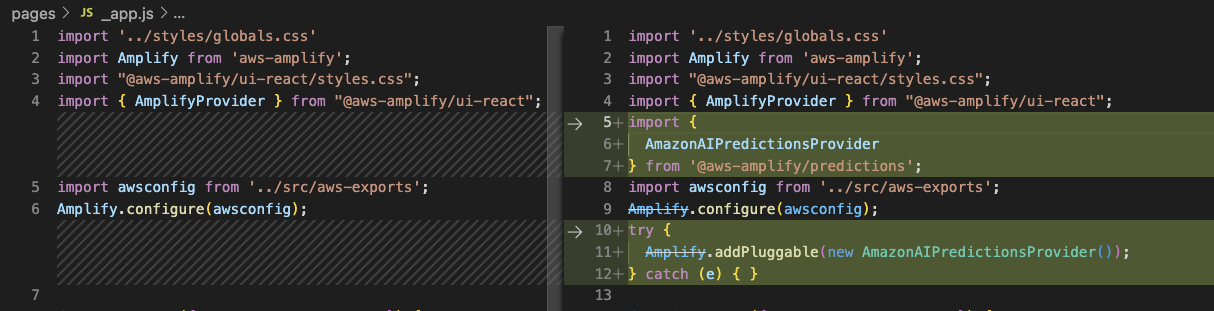 pages > JS _app.js > ...
1 import '../styles/globals.css'
2 import Amplify from 'aws-amplify';
3 import "@aws-amplify/ui-react/styles.css";
4 import { AmplifyProvider } from "@aws-amplify/ui-react";
5 import awsconfig from '../src/aws-exports';
6 Amplify.configure(awsconfig);
7
1 import '../styles/globals.css'
2 import Amplify from 'aws-amplify';
3 import "@aws-amplify/ui-react/styles.css";
4 import { AmplifyProvider } from "@aws-amplify/ui-react";
→ 5+ import {
6+ AmazonAIPredictionsProvider
7+ } from '@aws-amplify/predictions';
8 import awsconfig from '../src/aws-exports';
9 Amplify.configure(awsconfig);
→ 10+ try {
11+ Amplify.addPluggable(new AmazonAIPredictionsProvider());
12+ } catch (e) { }
13